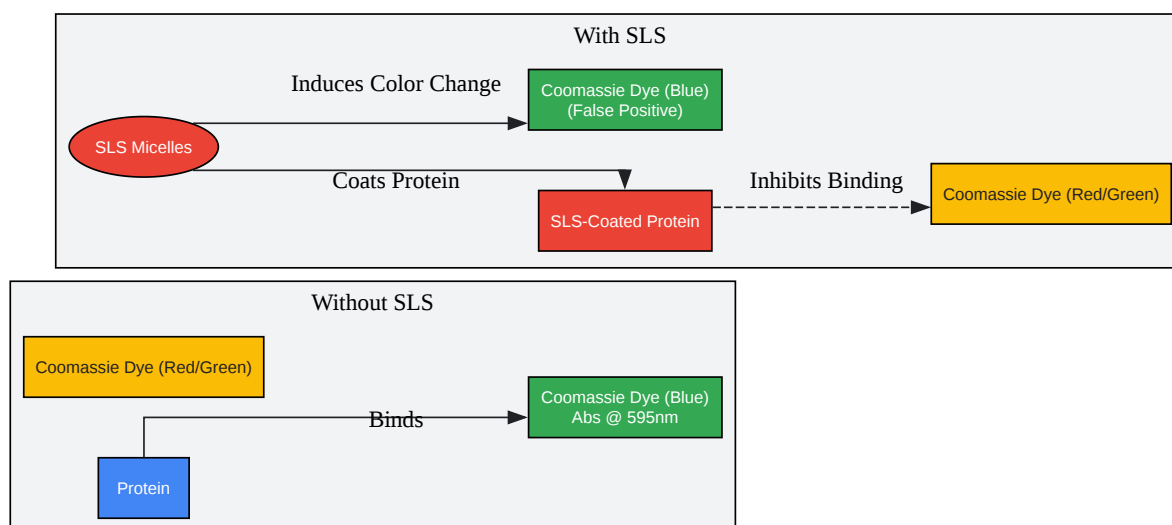 With SLS
Induces Color Change
Coomassie Dye (Blue)
(False Positive)
SLS Micelles
Coats Protein
SLS-Coated Protein
Inhibits Binding
Coomassie Dye (Red/Green)
Without SLS
Coomassie Dye (Red/Green)
Binds
Coomassie Dye (Blue)
Abs @ 595nm
Protein